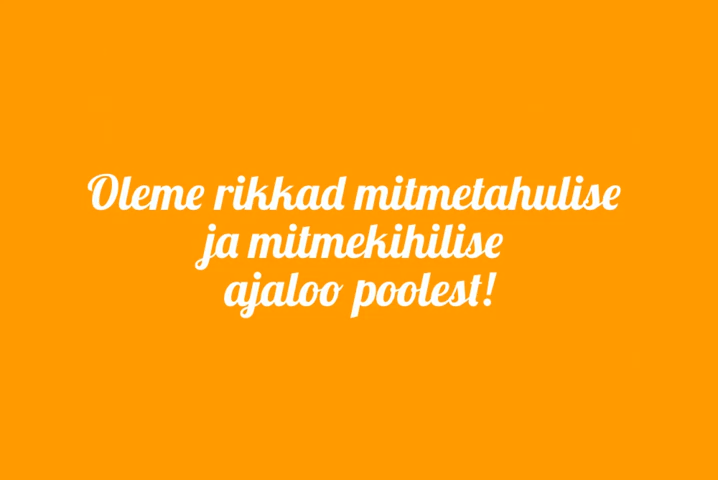 Oleme rikkad mitmetahulise
ja mitmekihilise
ajaloo poolest!